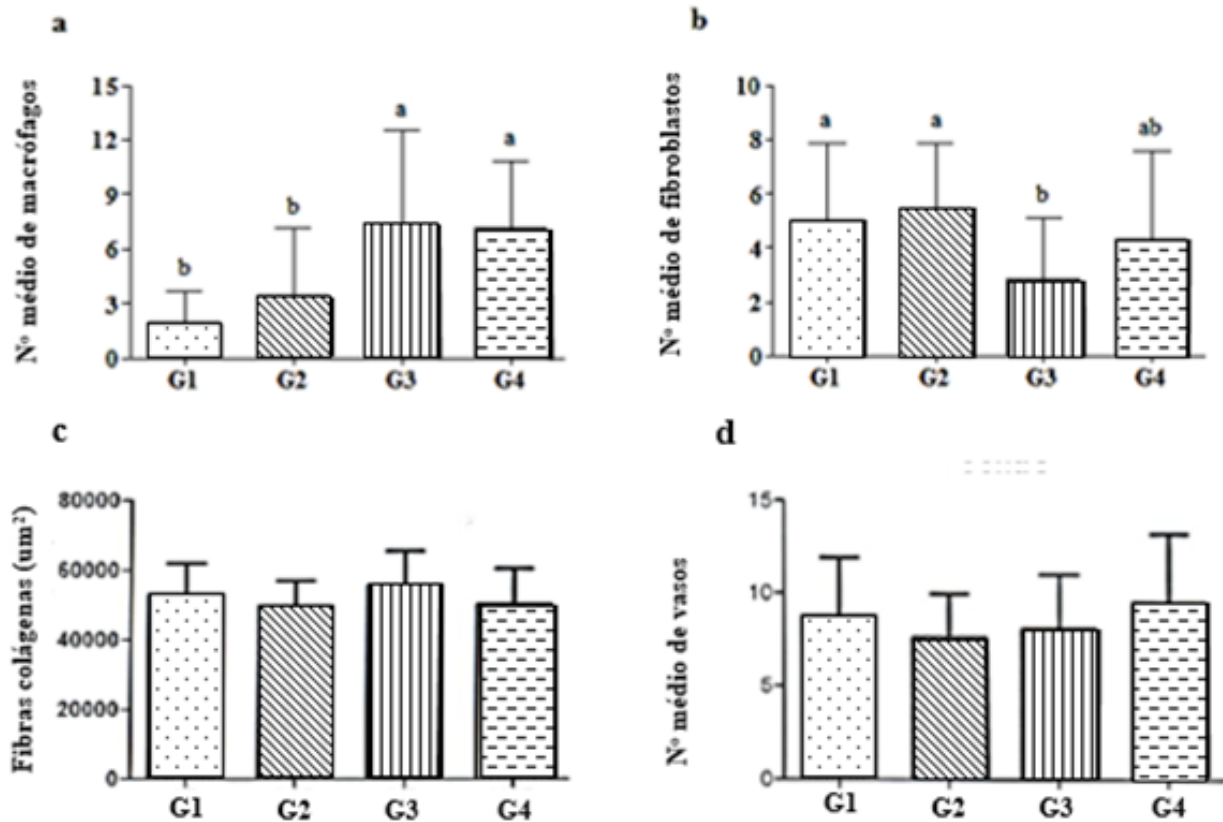 a
Nº médio de macrófagos
15
12
9
6
3
0
b
b
a
a
G1
G2
G3
G4
b
Nº médio de fibroblastos
10
8
6
4
2
0
a
a
b
ab
G1
G2
G3
G4
c
Fibras colágenas (um²)
80000
60000
40000
20000
0
G1
G2
G3
G4
d
Nº médio de vasos
15
10
5
0
G1
G2
G3
G4